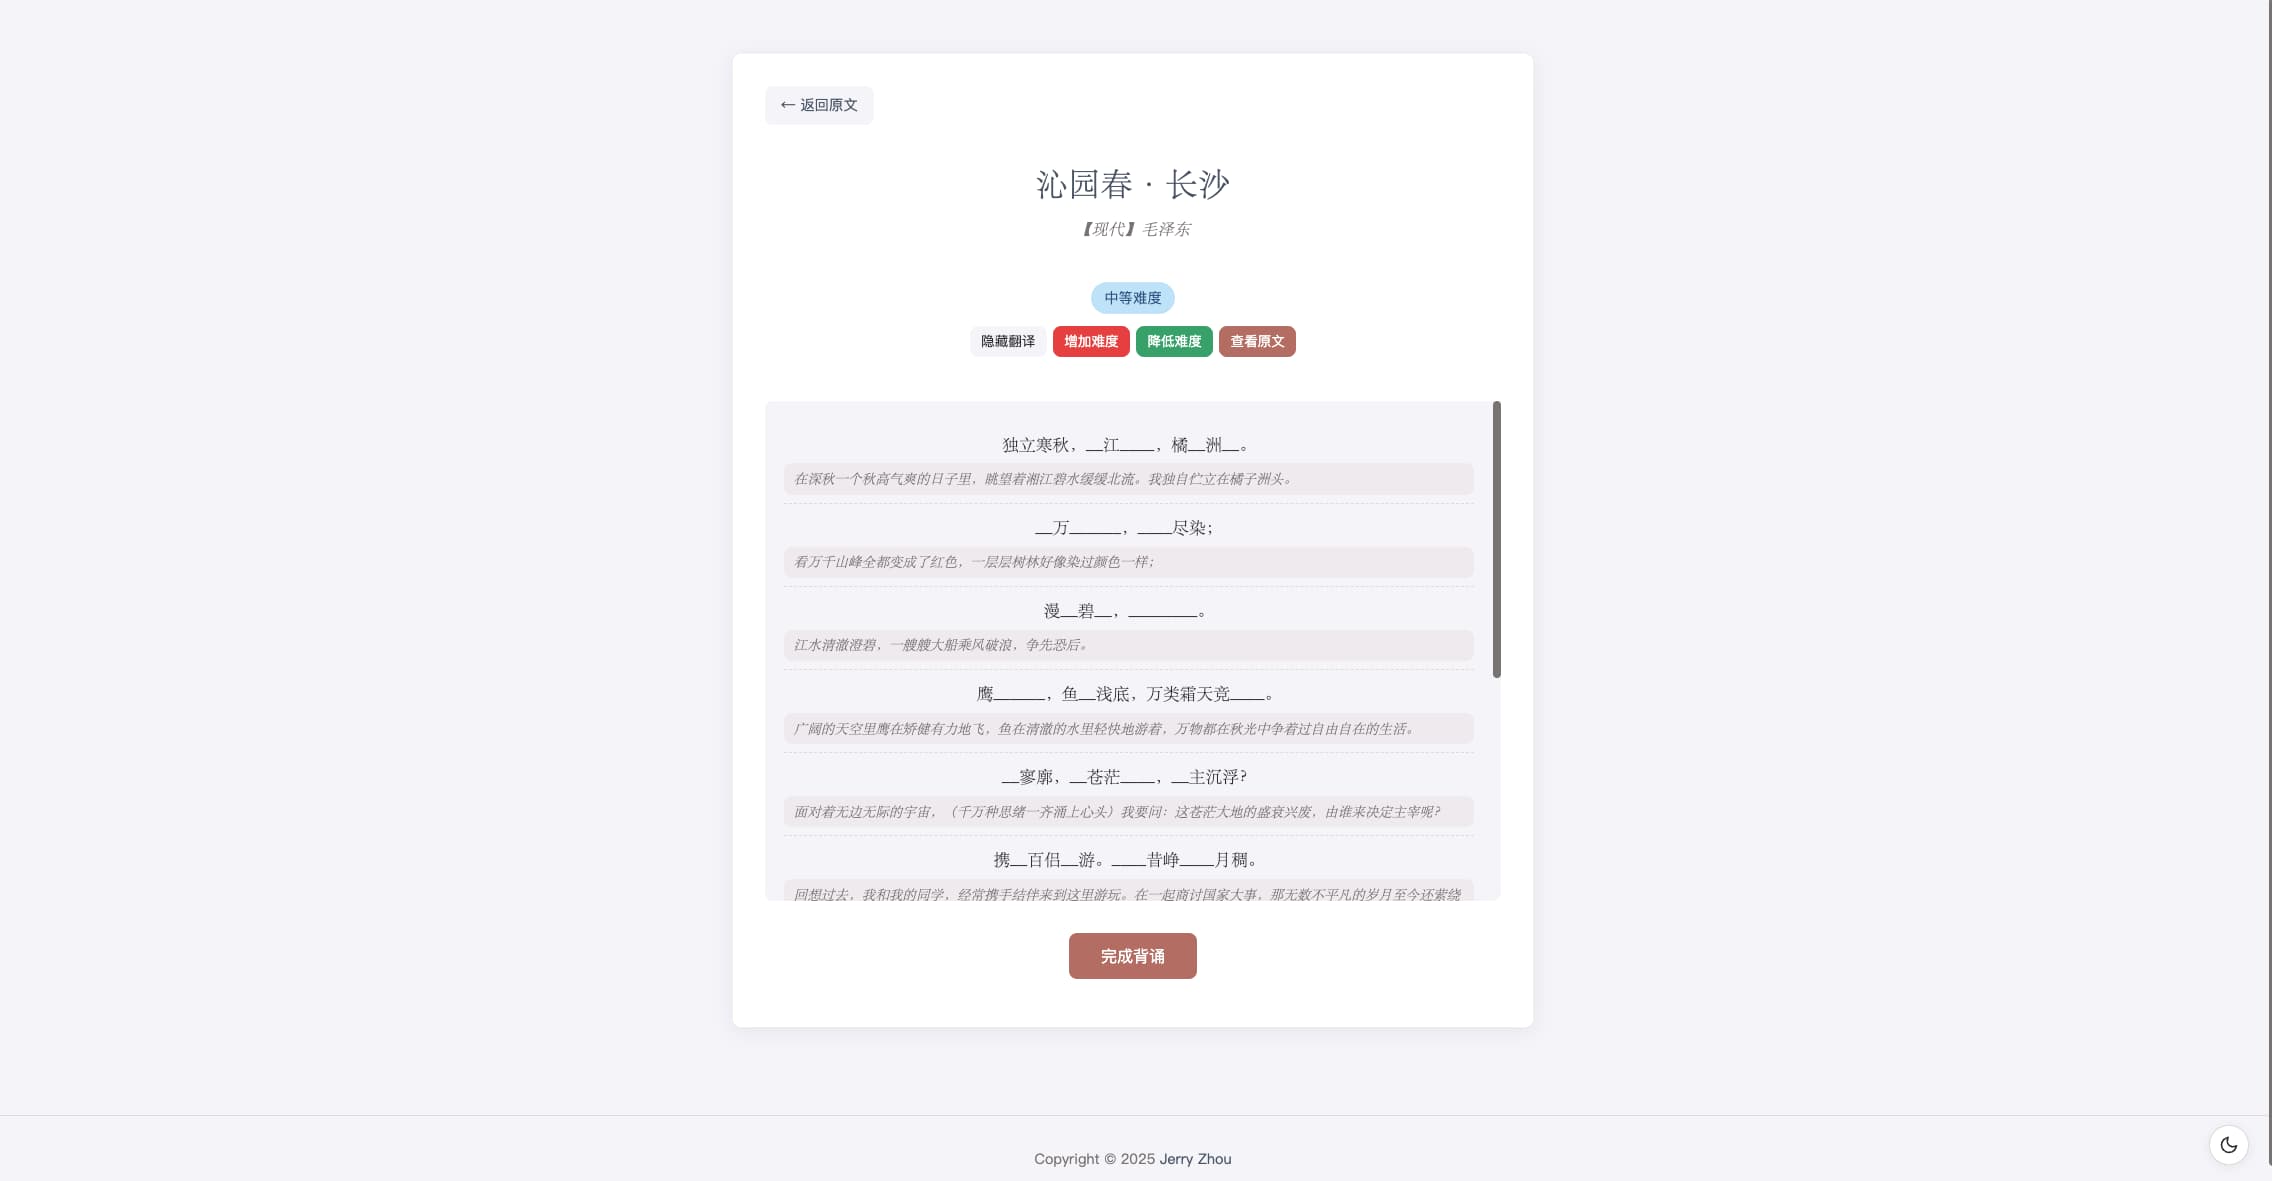 ← 返回原文
沁园春 · 长沙
【现代】毛泽东
中等难度
隐藏翻译 增加难度 降低难度 查看原文
独立寒秋，__江____，橘__洲__。
在深秋一个秋高气爽的日子里，眺望着湘江碧水缓缓北流。我独自伫立在橘子洲头。
__万______，____尽染；
看万千山峰全都变成了红色，一层层树林好像染过颜色一样；
漫__碧__，________。
江水清澈澄碧，一艘艘大船乘风破浪，争先恐后。
鹰______，鱼__浅底，万类霜天竞____。
广阔的天空里鹰在矫健有力地飞，鱼在清澈的水里轻快地游着，万物都在秋光中争着过自由自在的生活。
__寥廓，__苍茫____，__主沉浮？
面对着无边无际的宇宙，（千万种思绪一齐涌上心头）我要问：这苍茫大地的盛衰兴废，由谁来决定主宰呢？
携__百侣__游。____昔峥____月稠。
回想过去，我和我的同学，经常携手结伴来到这里游玩。在一起商讨国家大事，那无数不平凡的岁月至今还萦绕
完成背诵
Copyright © 2025 Jerry Zhou